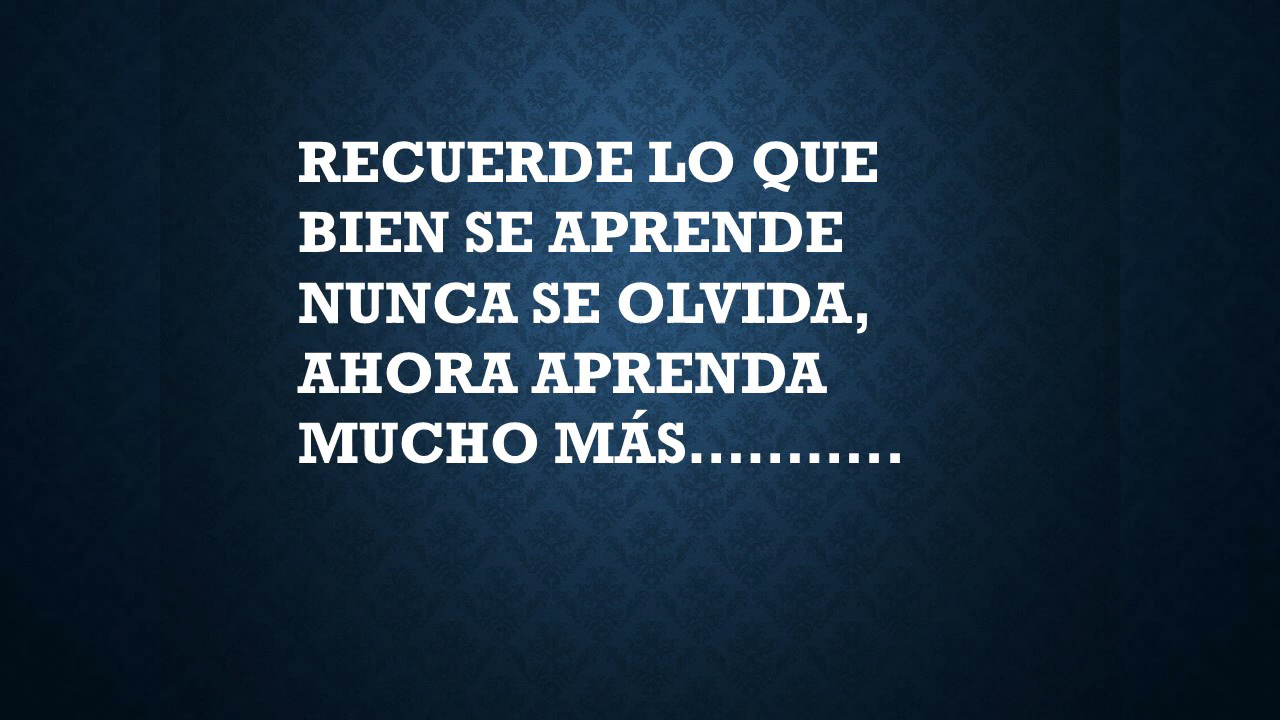 RECUERDE LO QUE
BIEN SE APRENDE
NUNCA SE OLVIDA,
AHORA APRENDA
MUCHO MÁS...........